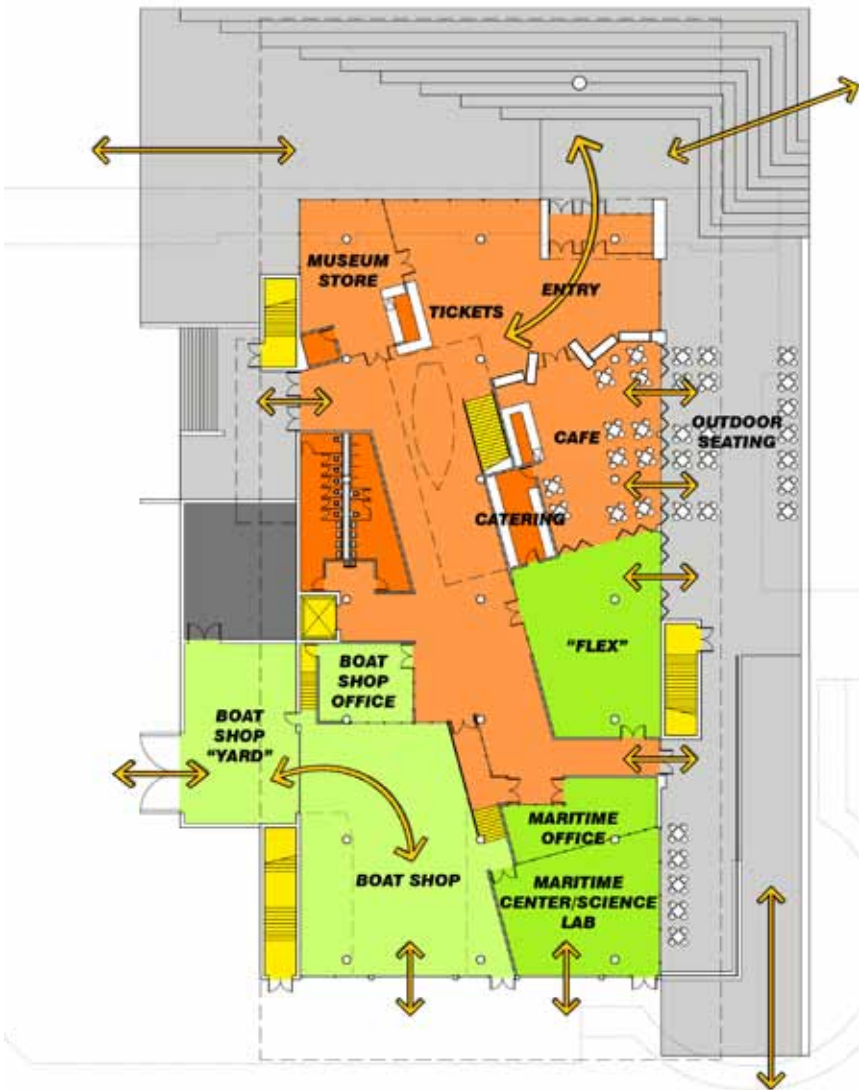 MUSEUM
STORE
TICKETS
ENTRY
CAFE
OUTDOOR
SEATING
CATERING
"FLEX"
BOAT
SHOP
OFFICE
BOAT
SHOP
"YARD"
MARITIME
OFFICE
BOAT SHOP
MARITIME
CENTER/SCIENCE
LAB